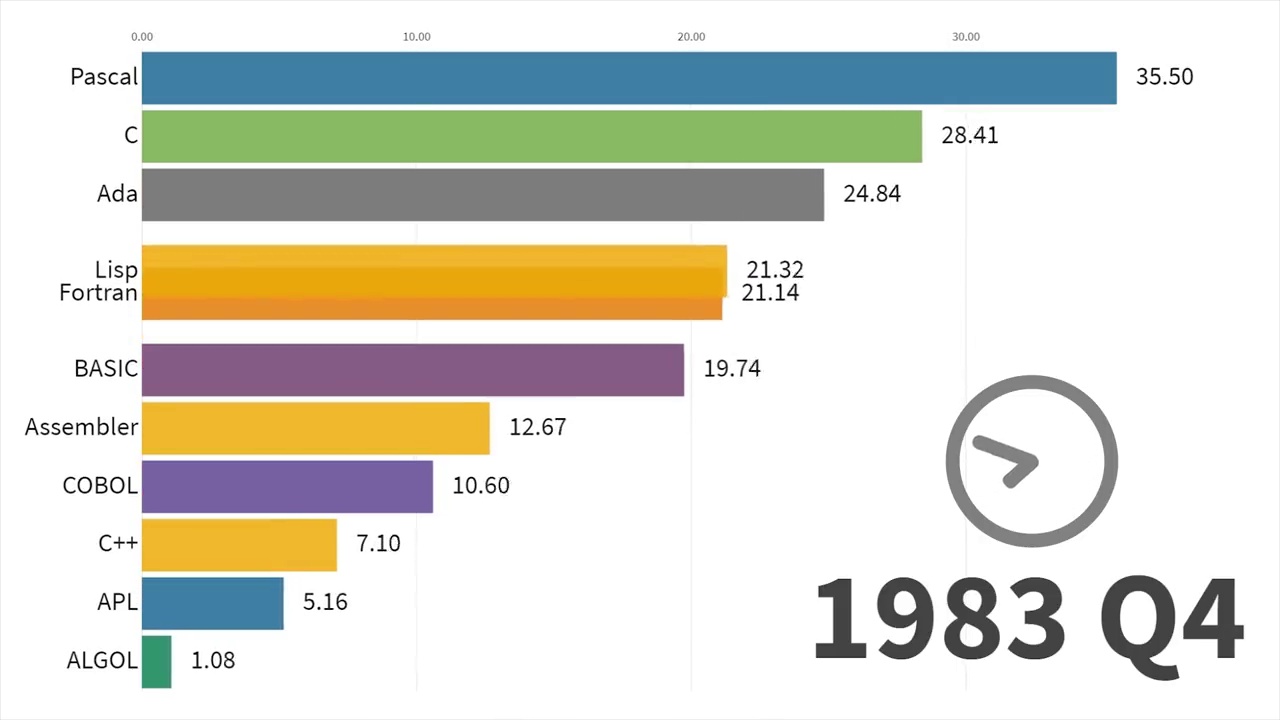 0.00 10.00 20.00 30.00
Pascal 35.50
C 28.41
Ada 24.84
Lisp 21.32
Fortran 21.14
BASIC 19.74
Assembler 12.67
COBOL 10.60
C++ 7.10
APL 5.16
ALGOL 1.08
1983 Q4